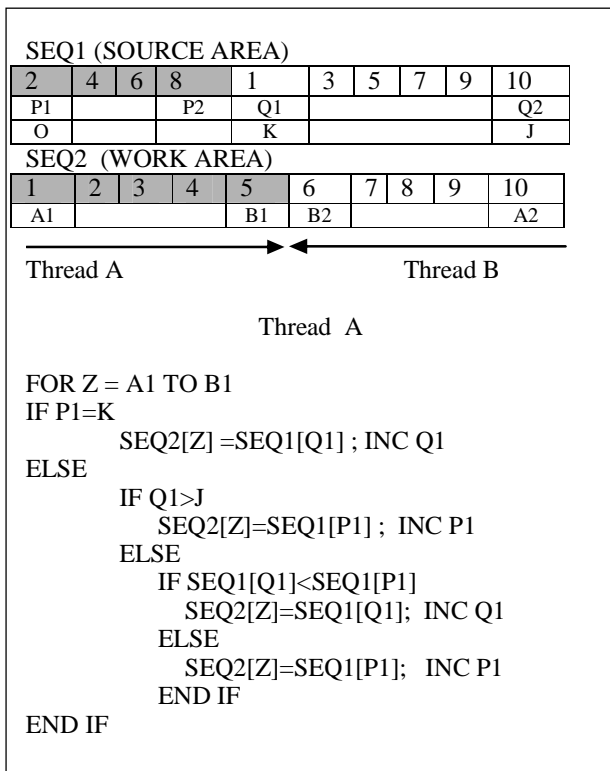 SEQ1 (SOURCE AREA)
2 4 6 8 1 3 5 7 9 10
P1 P2 Q1 Q2
O K J
SEQ2 (WORK AREA)
1 2 3 4 5 6 7 8 9 10
A1 B1 B2 A2
Thread A Thread B
Thread A
FOR Z = A1 TO B1
IF P1=K
SEQ2[Z] =SEQ1[Q1] ; INC Q1
ELSE
IF Q1>J
SEQ2[Z]=SEQ1[P1] ; INC P1
ELSE
IF SEQ1[Q1]<SEQ1[P1]
SEQ2[Z]=SEQ1[Q1]; INC Q1
ELSE
SEQ2[Z]=SEQ1[P1]; INC P1
END IF
END IF